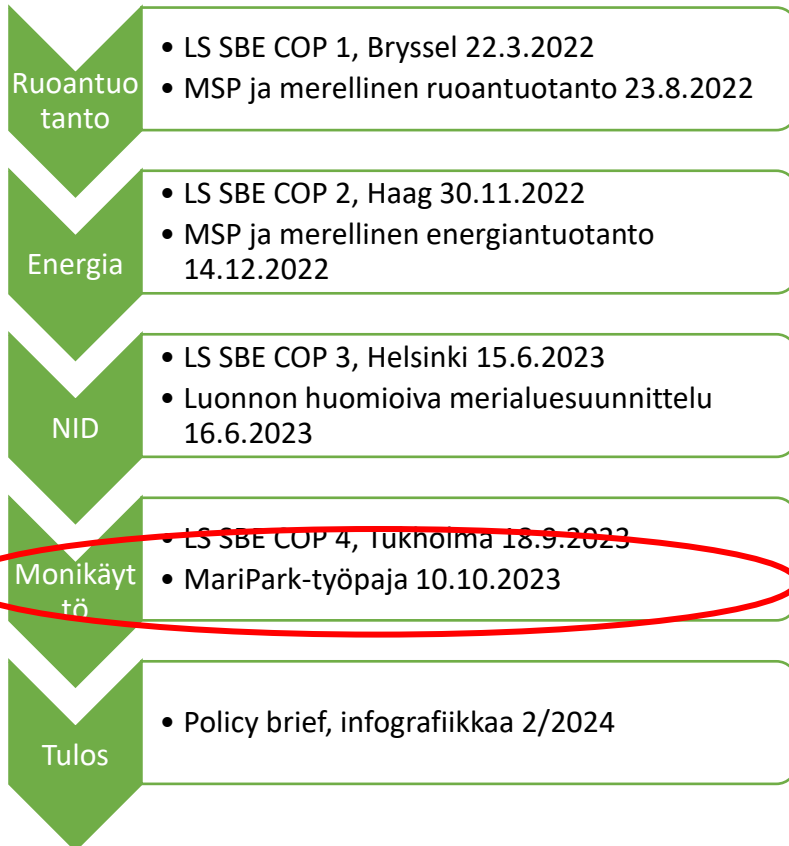 Ruoantuo
tanto
• LS SBE COP 1, Bryssel 22.3.2022
• MSP ja merellinen ruoantuotanto 23.8.2022
Energia
• LS SBE COP 2, Haag 30.11.2022
• MSP ja merellinen energiantuotanto
14.12.2022
NID
• LS SBE COP 3, Helsinki 15.6.2023
• Luonnon huomioiva merialuesuunnittelu
16.6.2023
Monikäyt
tö
• LS SBE COP 4, Tukholma 18.9.2023
• MariPark-työpaja 10.10.2023
Tulos
• Policy brief, infografiikkaa 2/2024